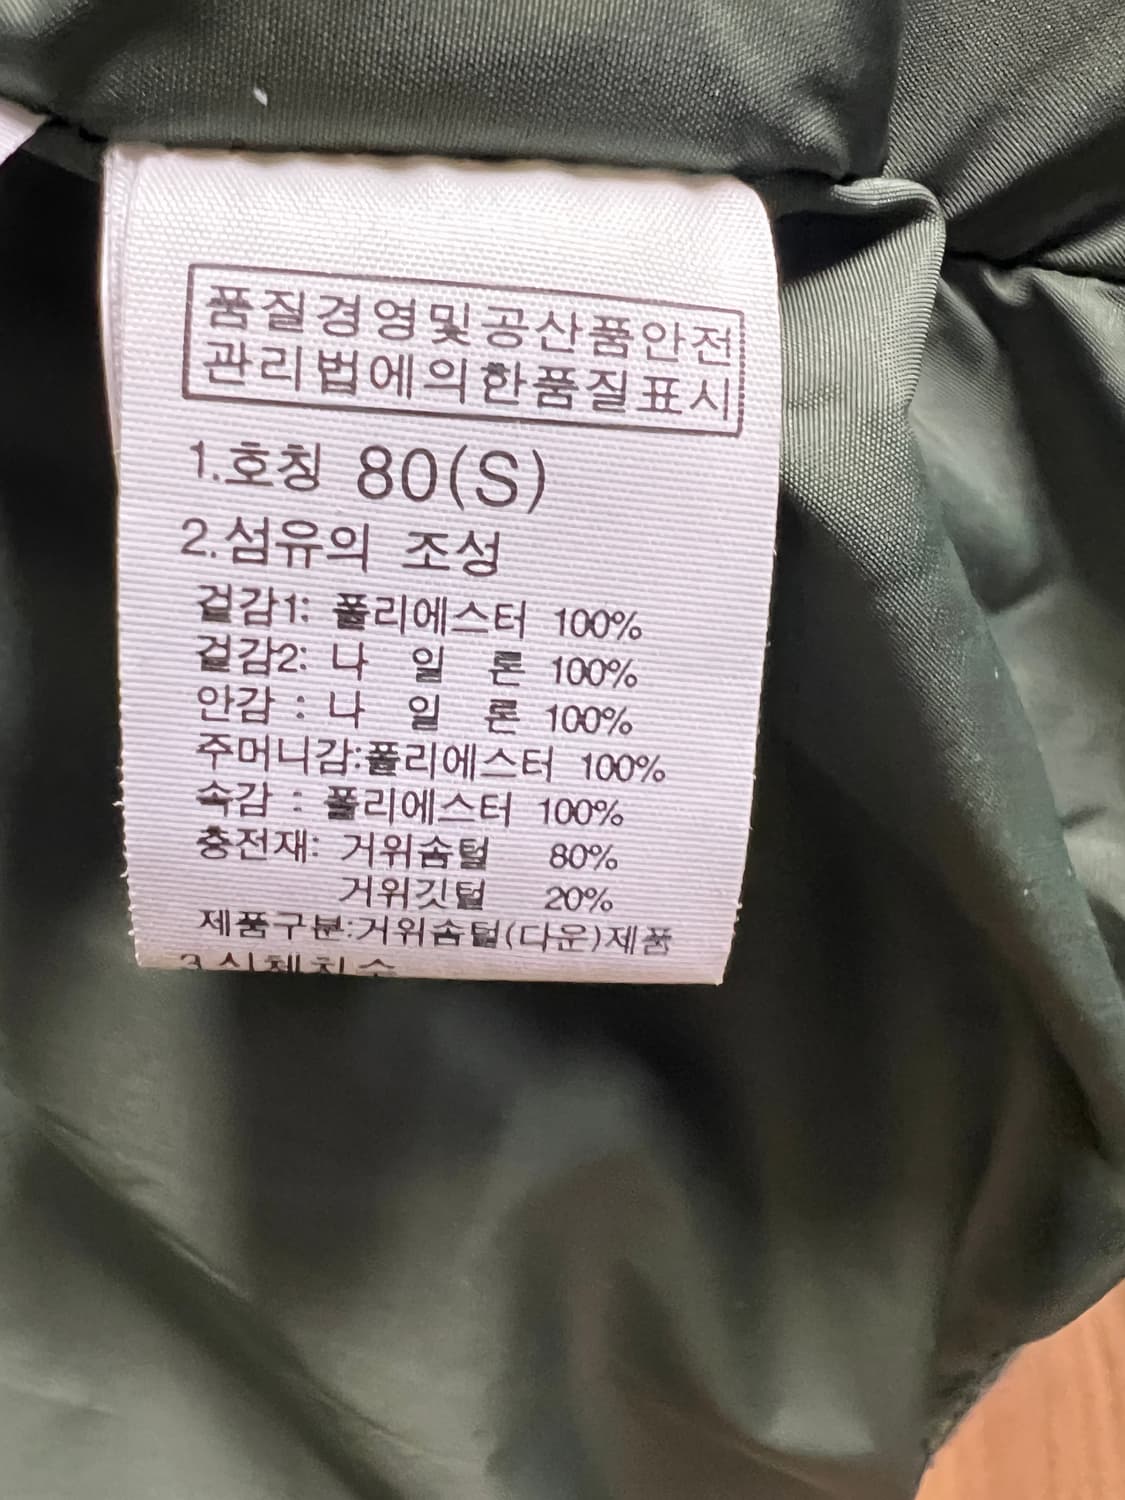 품질경영및공산품안전
관리법에의한품질표시
1.호칭 80(S)
2.섬유의 조성
겉감1: 폴리에스터 100%
겉감2: 나 일 론 100%
안감 : 나 일 론 100%
주머니감:폴리에스터 100%
속감 : 폴리에스터 100%
충전재: 거위솜털 80%
거위깃털 20%
제품구분:거위솜털(다운)제품
3.신체치수